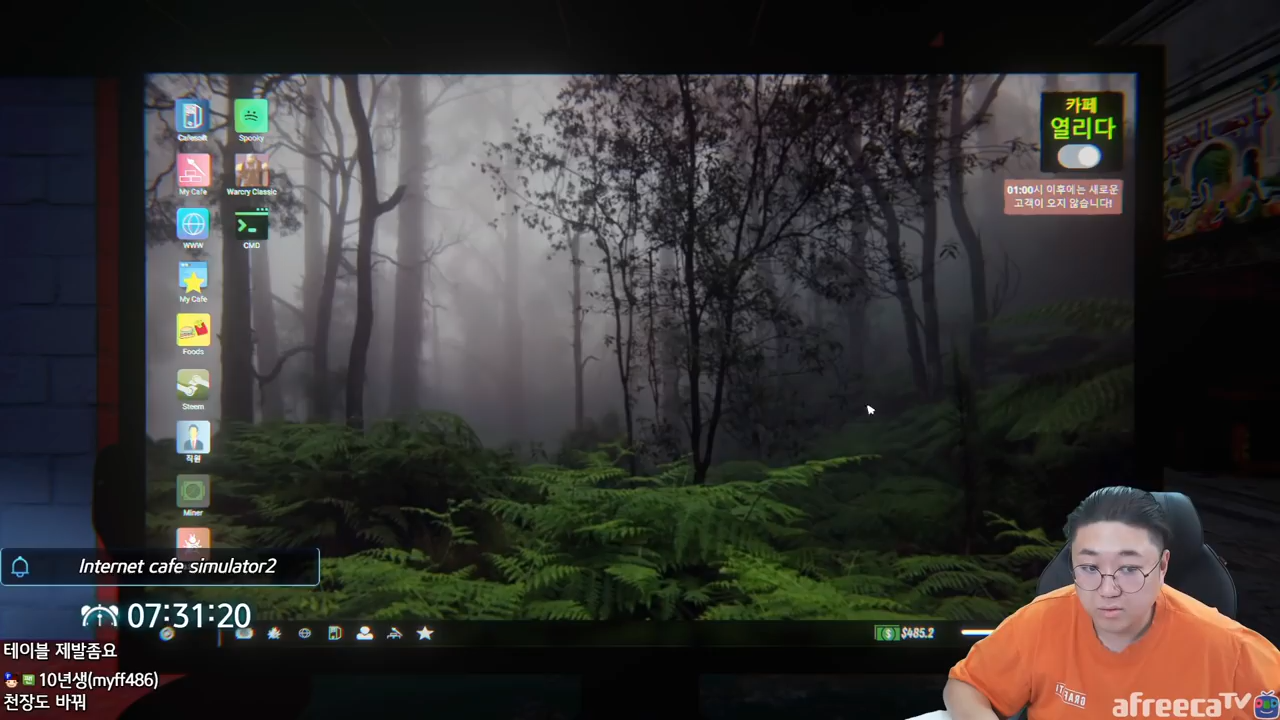 카페
열리다
01:00시 이후에는 새로운
고객이 오지 않습니다!
Cafesoft
Spooky
My Cafe
Warcry Classic
WWW
CMD
My Cafe
Foods
Steem
직원
Miner
Internet cafe simulator2
07:31:20
$485.2
테이블 제발좀요
10년생(myff486)
천장도 바꿔
GRAFTI
afreecaTV